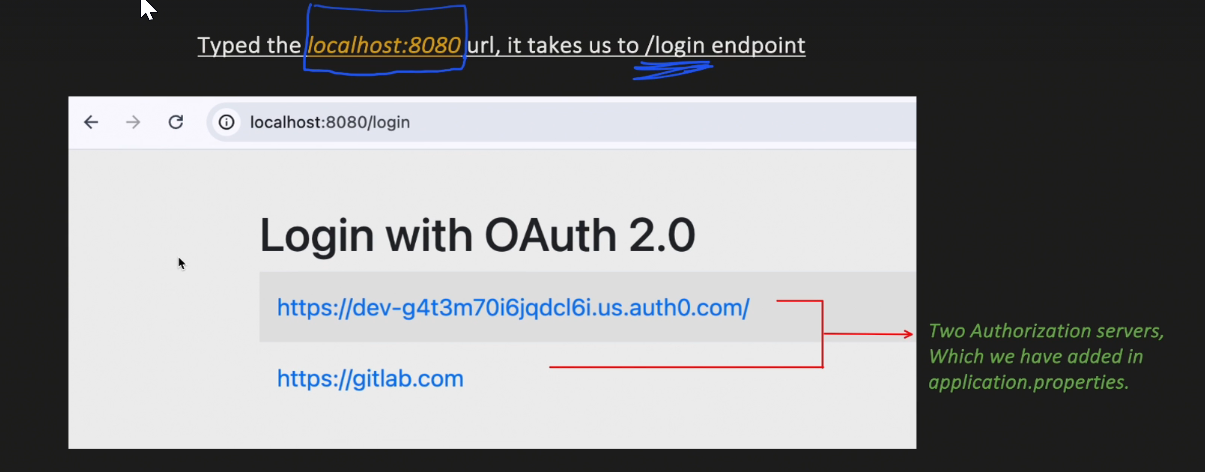 Typed the localhost:8080 url, it takes us to /login endpoint
localhost:8080/login
Login with OAuth 2.0
https://dev-g4t3m70i6jqdcl6i.us.auth0.com/
https://gitlab.com
Two Authorization servers,
Which we have added in
application.properties.